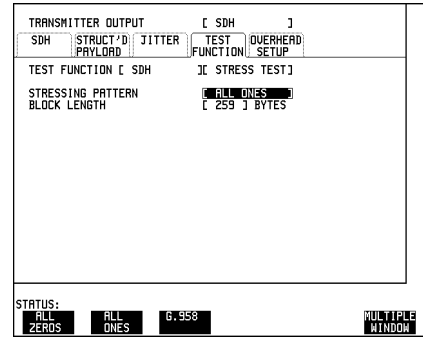 TRANSMITTER OUTPUT [ SDH ]
SDH STRUCT'D PAYLOAD JITTER TEST FUNCTION OVERHEAD SETUP
TEST FUNCTION [ SDH ][ STRESS TEST]
STRESSING PATTERN [ ALL ONES ]
BLOCK LENGTH [ 259 ] BYTES
STATUS:
ALL ZEROS ALL ONES G.958 MULTIPLE WINDOW